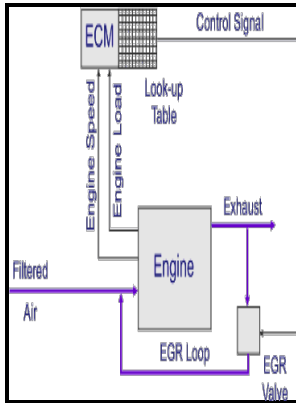 ECM
Control Signal
Look-up
Table
Engine Speed
Engine Load
Exhaust
Engine
Filtered
Air
EGR Loop
EGR
Valve